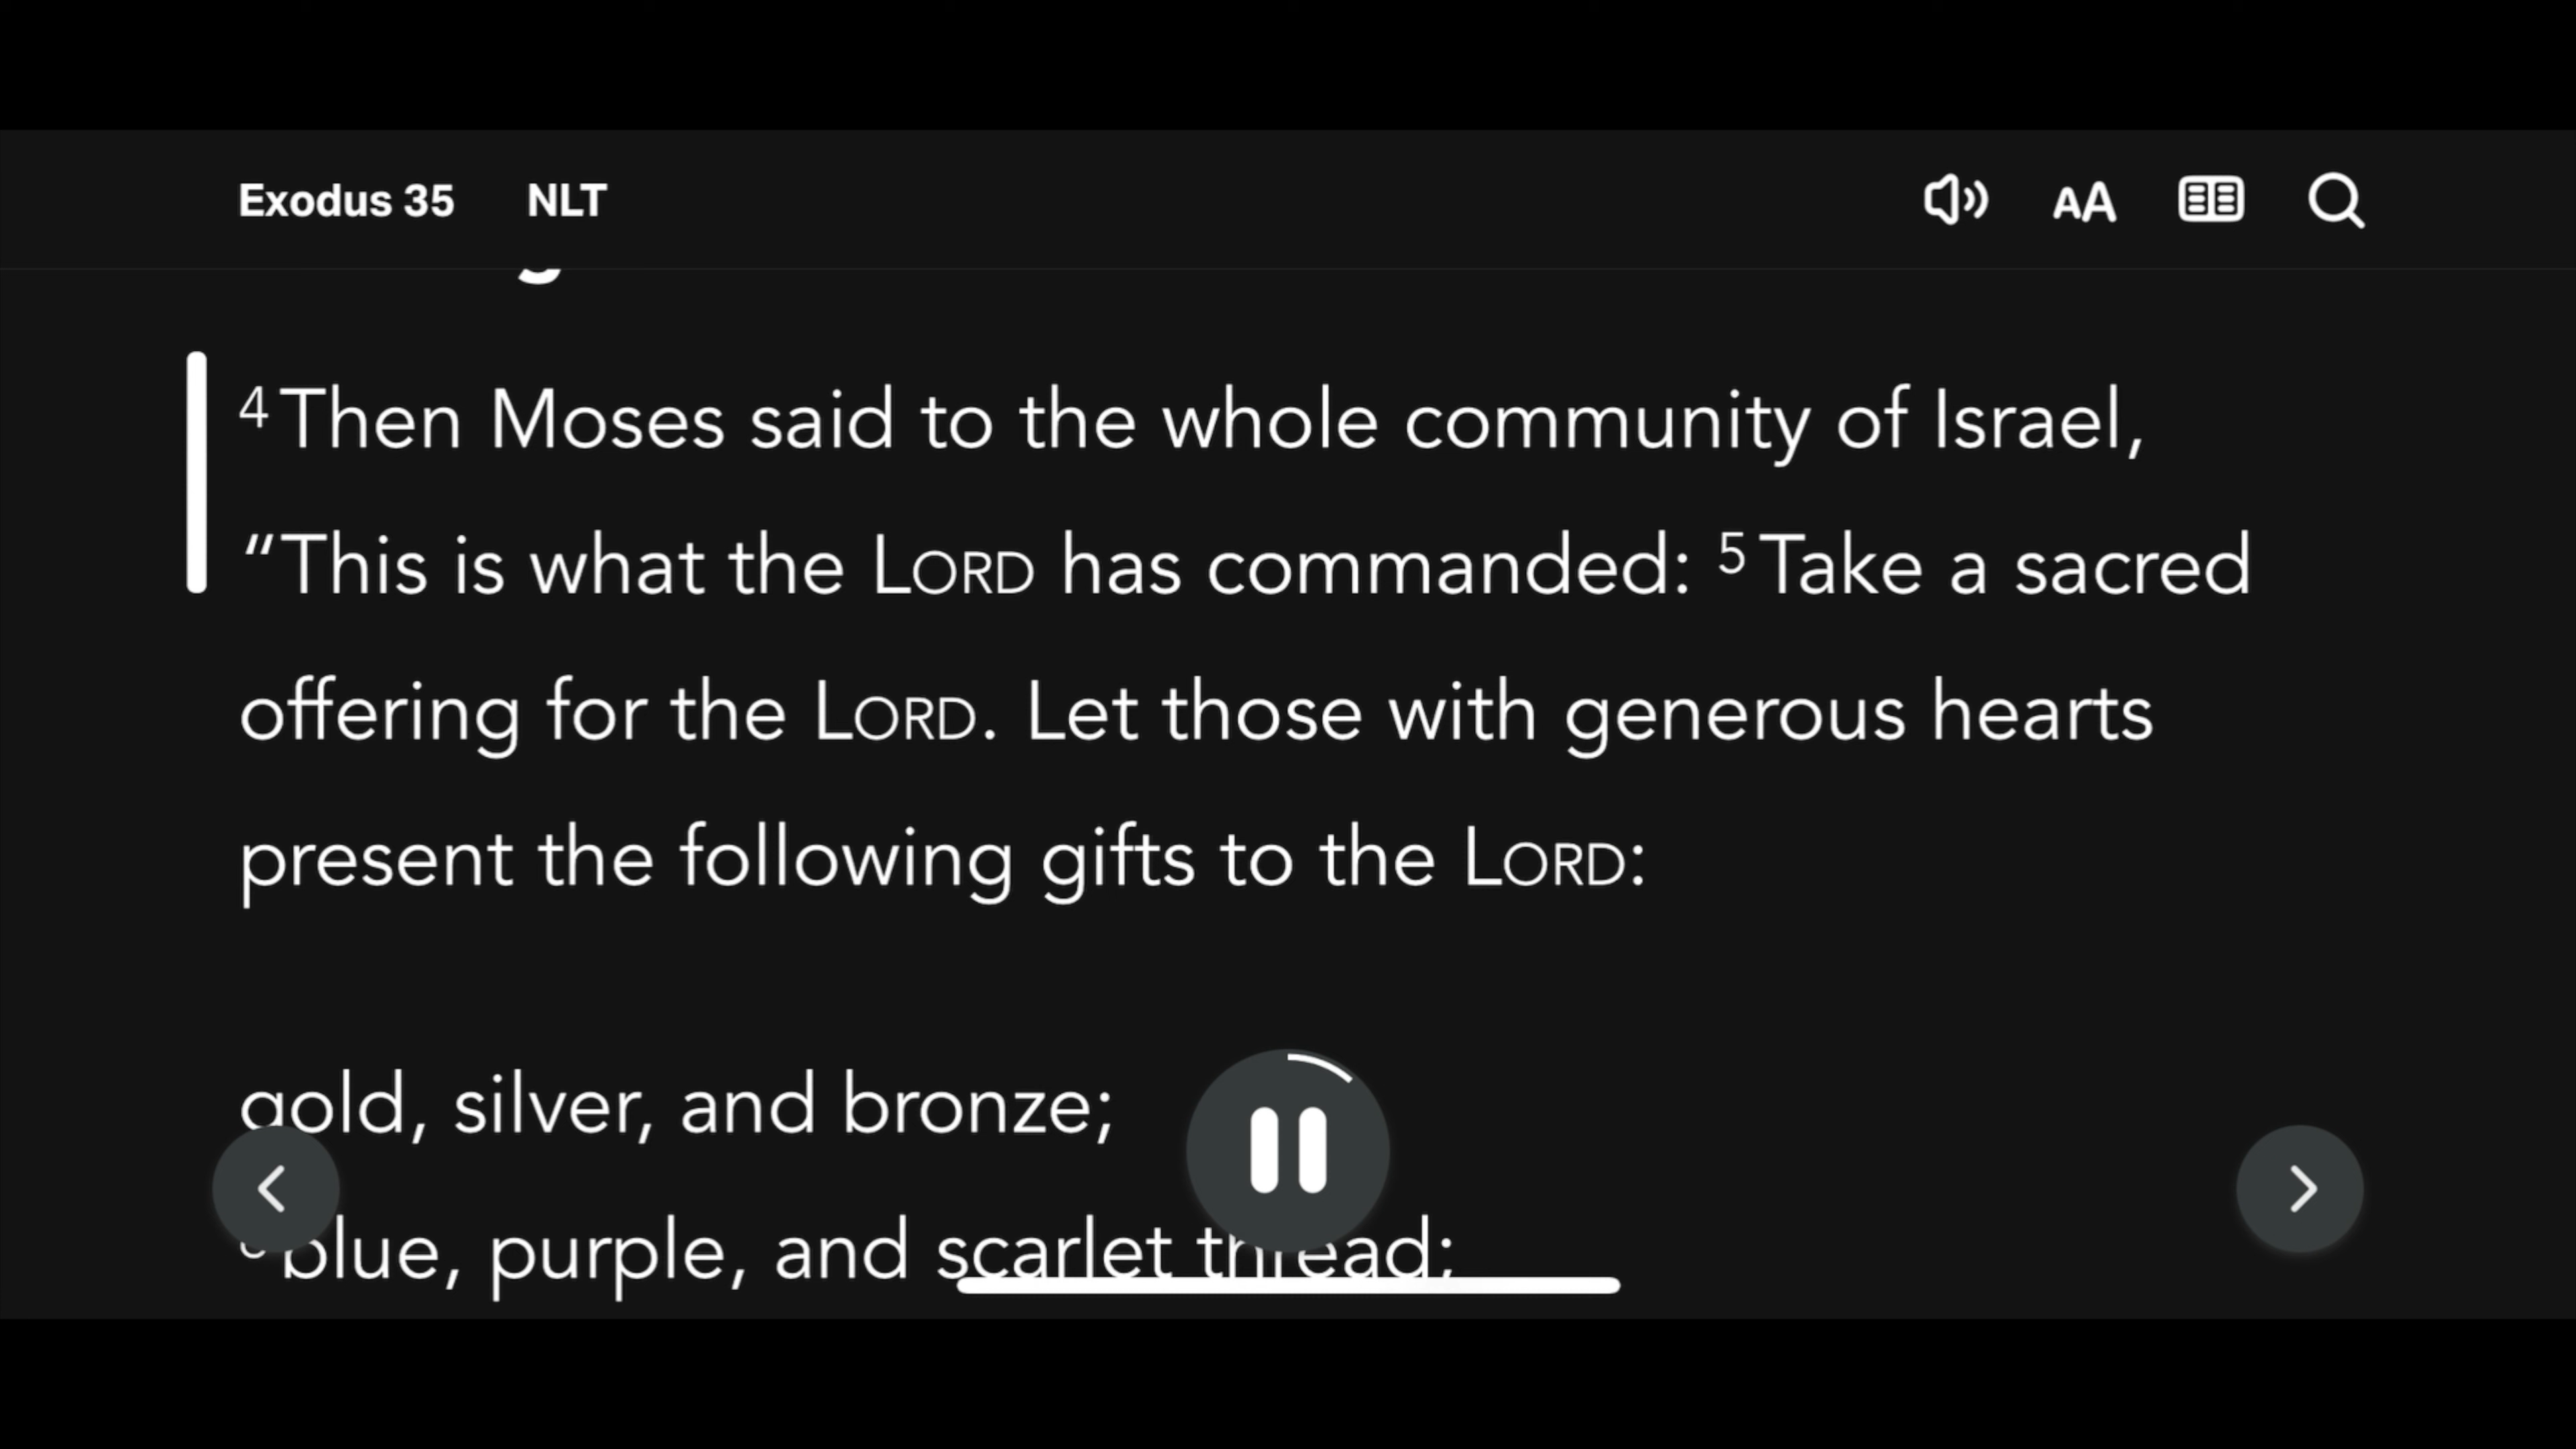 Exodus 35 NLT
AA
4 Then Moses said to the whole community of Israel,
“This is what the LORD has commanded: 5 Take a sacred
offering for the LORD. Let those with generous hearts
present the following gifts to the LORD:
gold, silver, and bronze;
blue, purple, and scarlet thread;